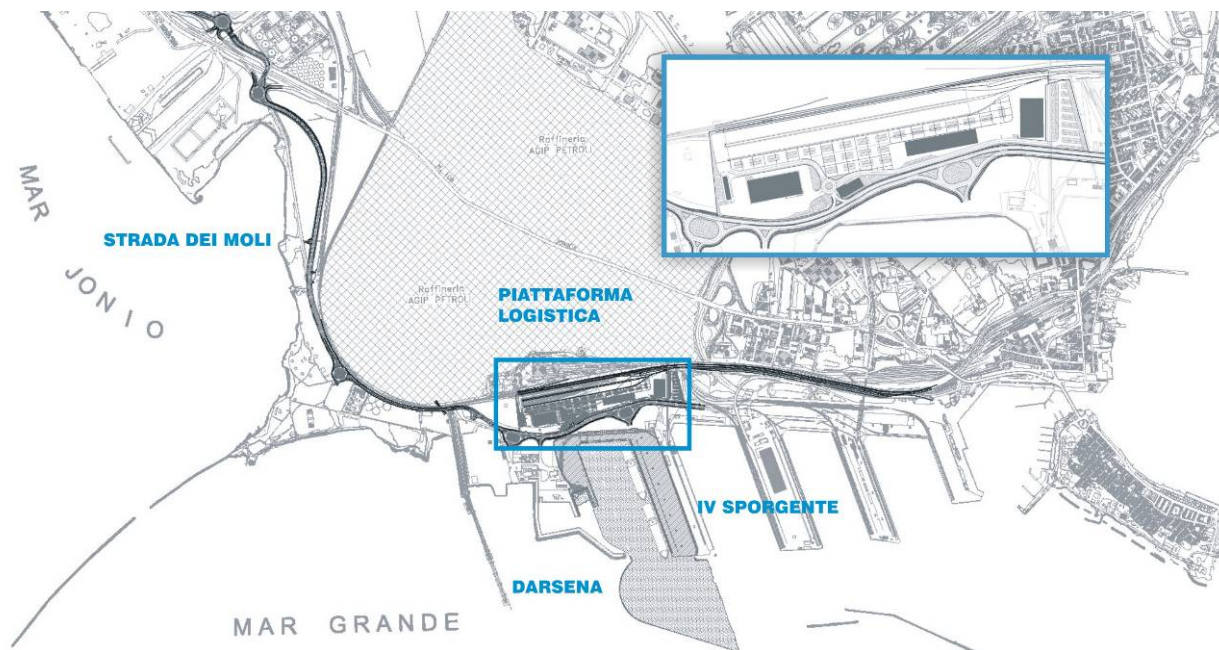 Raffineria
AGIP PETROLI
MAR
JONIO
STRADA DEI MOLI
Raffineria
AGIP PETROLI
PIATTAFORMA
LOGISTICA
IV SPORGENTE
DARSENA
MAR GRANDE